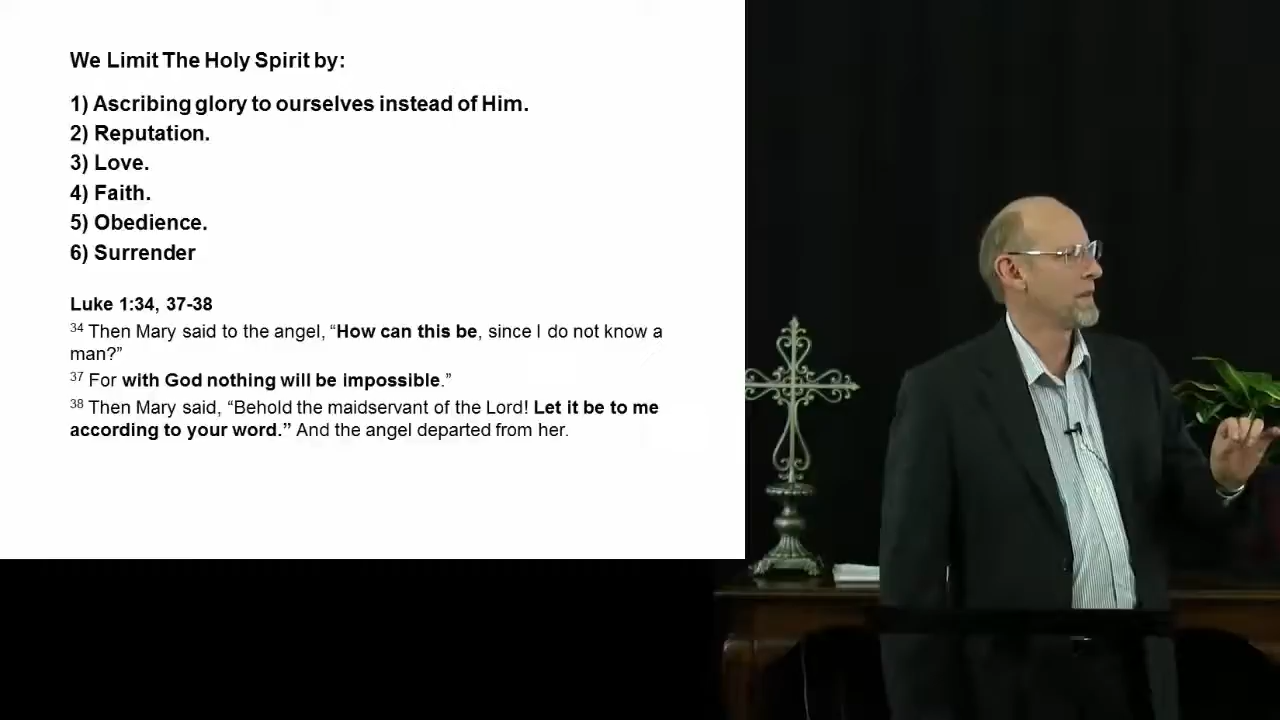 We Limit The Holy Spirit by:
1) Ascribing glory to ourselves instead of Him.
2) Reputation.
3) Love.
4) Faith.
5) Obedience.
6) Surrender
Luke 1:34, 37-38
34 Then Mary said to the angel, “How can this be, since I do not know a
man?”
37 For with God nothing will be impossible.”
38 Then Mary said, “Behold the maidservant of the Lord! Let it be to me
according to your word.” And the angel departed from her.